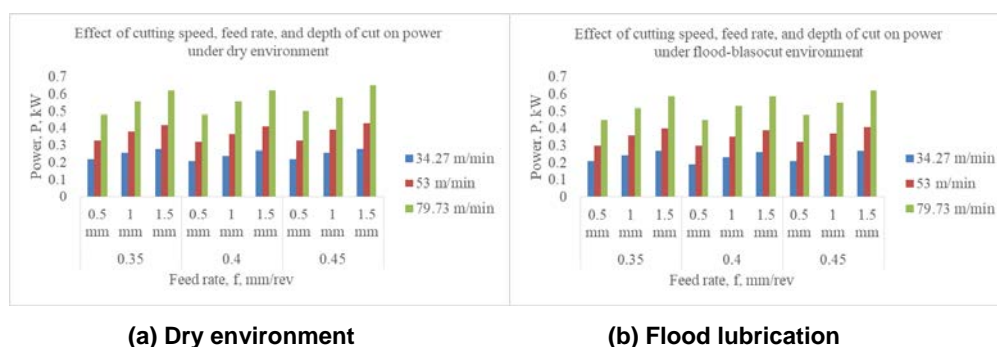 Effect of cutting speed, feed rate, and depth of cut on power
under dry environment
0.7
0.6
0.5
0.4
0.3
0.2
0.1
0
Power, P, kW
0.5 1 1.5 0.5 1 1.5 0.5 1 1.5
mm mm mm mm mm mm mm mm mm
0.35 0.4 0.45
Feed rate, f, mm/rev
34.27 m/min
53 m/min
79.73 m/min
Effect of cutting speed, feed rate, and depth of cut on power
under flood-blasocut environment
0.7
0.6
0.5
0.4
0.3
0.2
0.1
0
Power, P, kW
0.5 1 1.5 0.5 1 1.5 0.5 1 1.5
mm mm mm mm mm mm mm mm mm
0.35 0.4 0.45
Feed rate, f, mm/rev
34.27 m/min
53 m/min
79.73 m/min
(a) Dry environment
(b) Flood lubrication